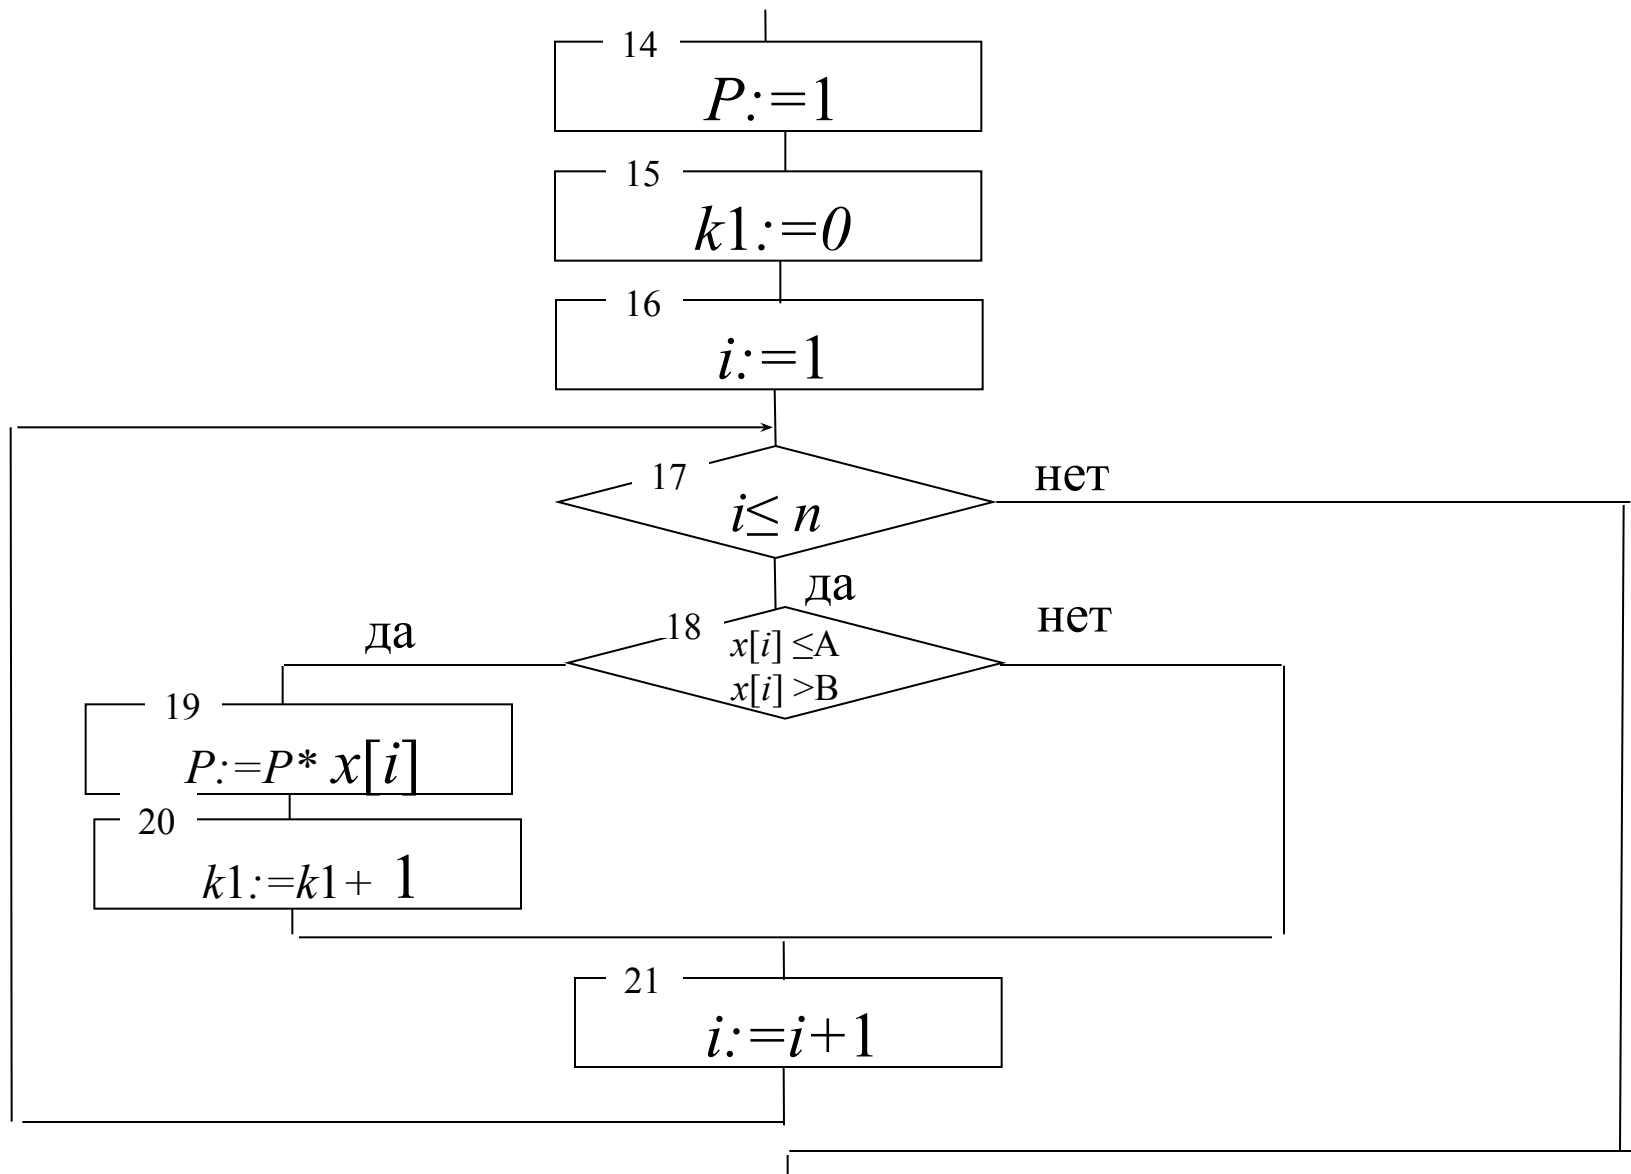 14
P:=1
15
k1:=0
16
i:=1
17
нет
i≤ n
да
18
нет
да
x[i] ≤A
x[i] >B
19
P:=P* x[i]
20
k1:=k1+ 1
21
i:=i+1